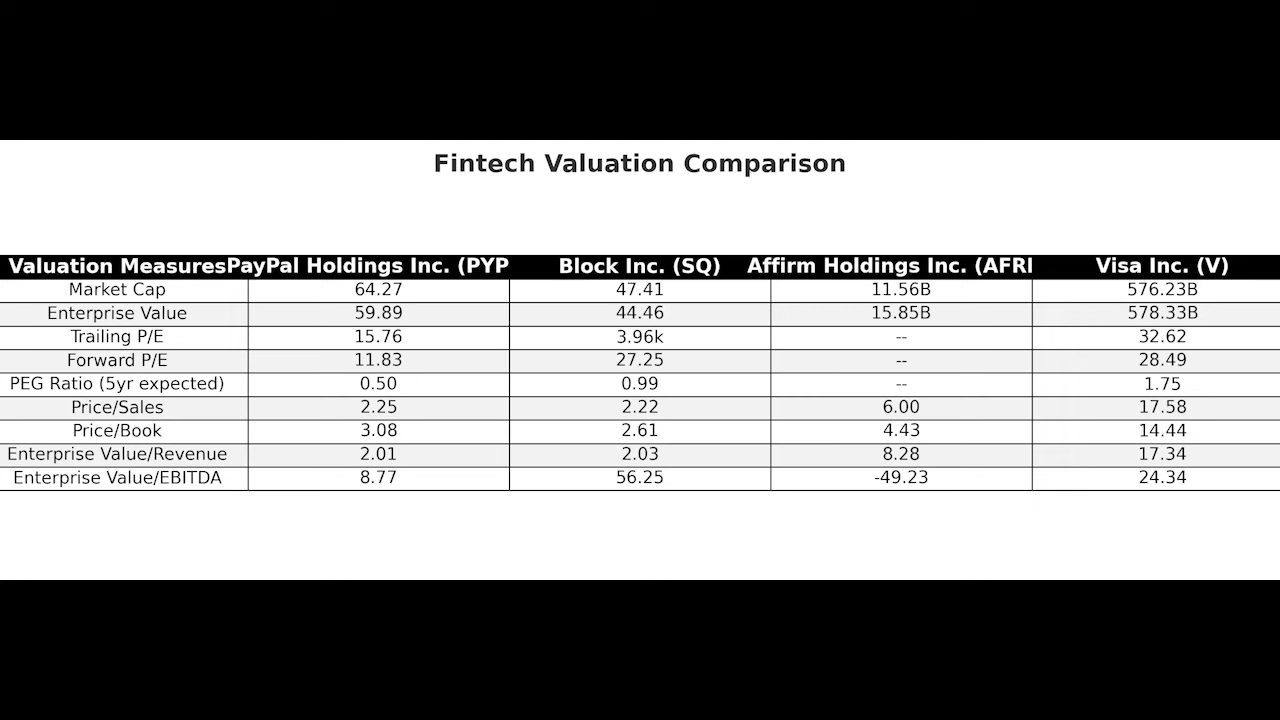 Fintech Valuation Comparison
Valuation Measures PayPal Holdings Inc. (PYP Block Inc. (SQ) Affirm Holdings Inc. (AFRI Visa Inc. (V)
Market Cap 64.27 47.41 11.56B 576.23B
Enterprise Value 59.89 44.46 15.85B 578.33B
Trailing P/E 15.76 3.96k -- 32.62
Forward P/E 11.83 27.25 -- 28.49
PEG Ratio (5yr expected) 0.50 0.99 -- 1.75
Price/Sales 2.25 2.22 6.00 17.58
Price/Book 3.08 2.61 4.43 14.44
Enterprise Value/Revenue 2.01 2.03 8.28 17.34
Enterprise Value/EBITDA 8.77 56.25 -49.23 24.34